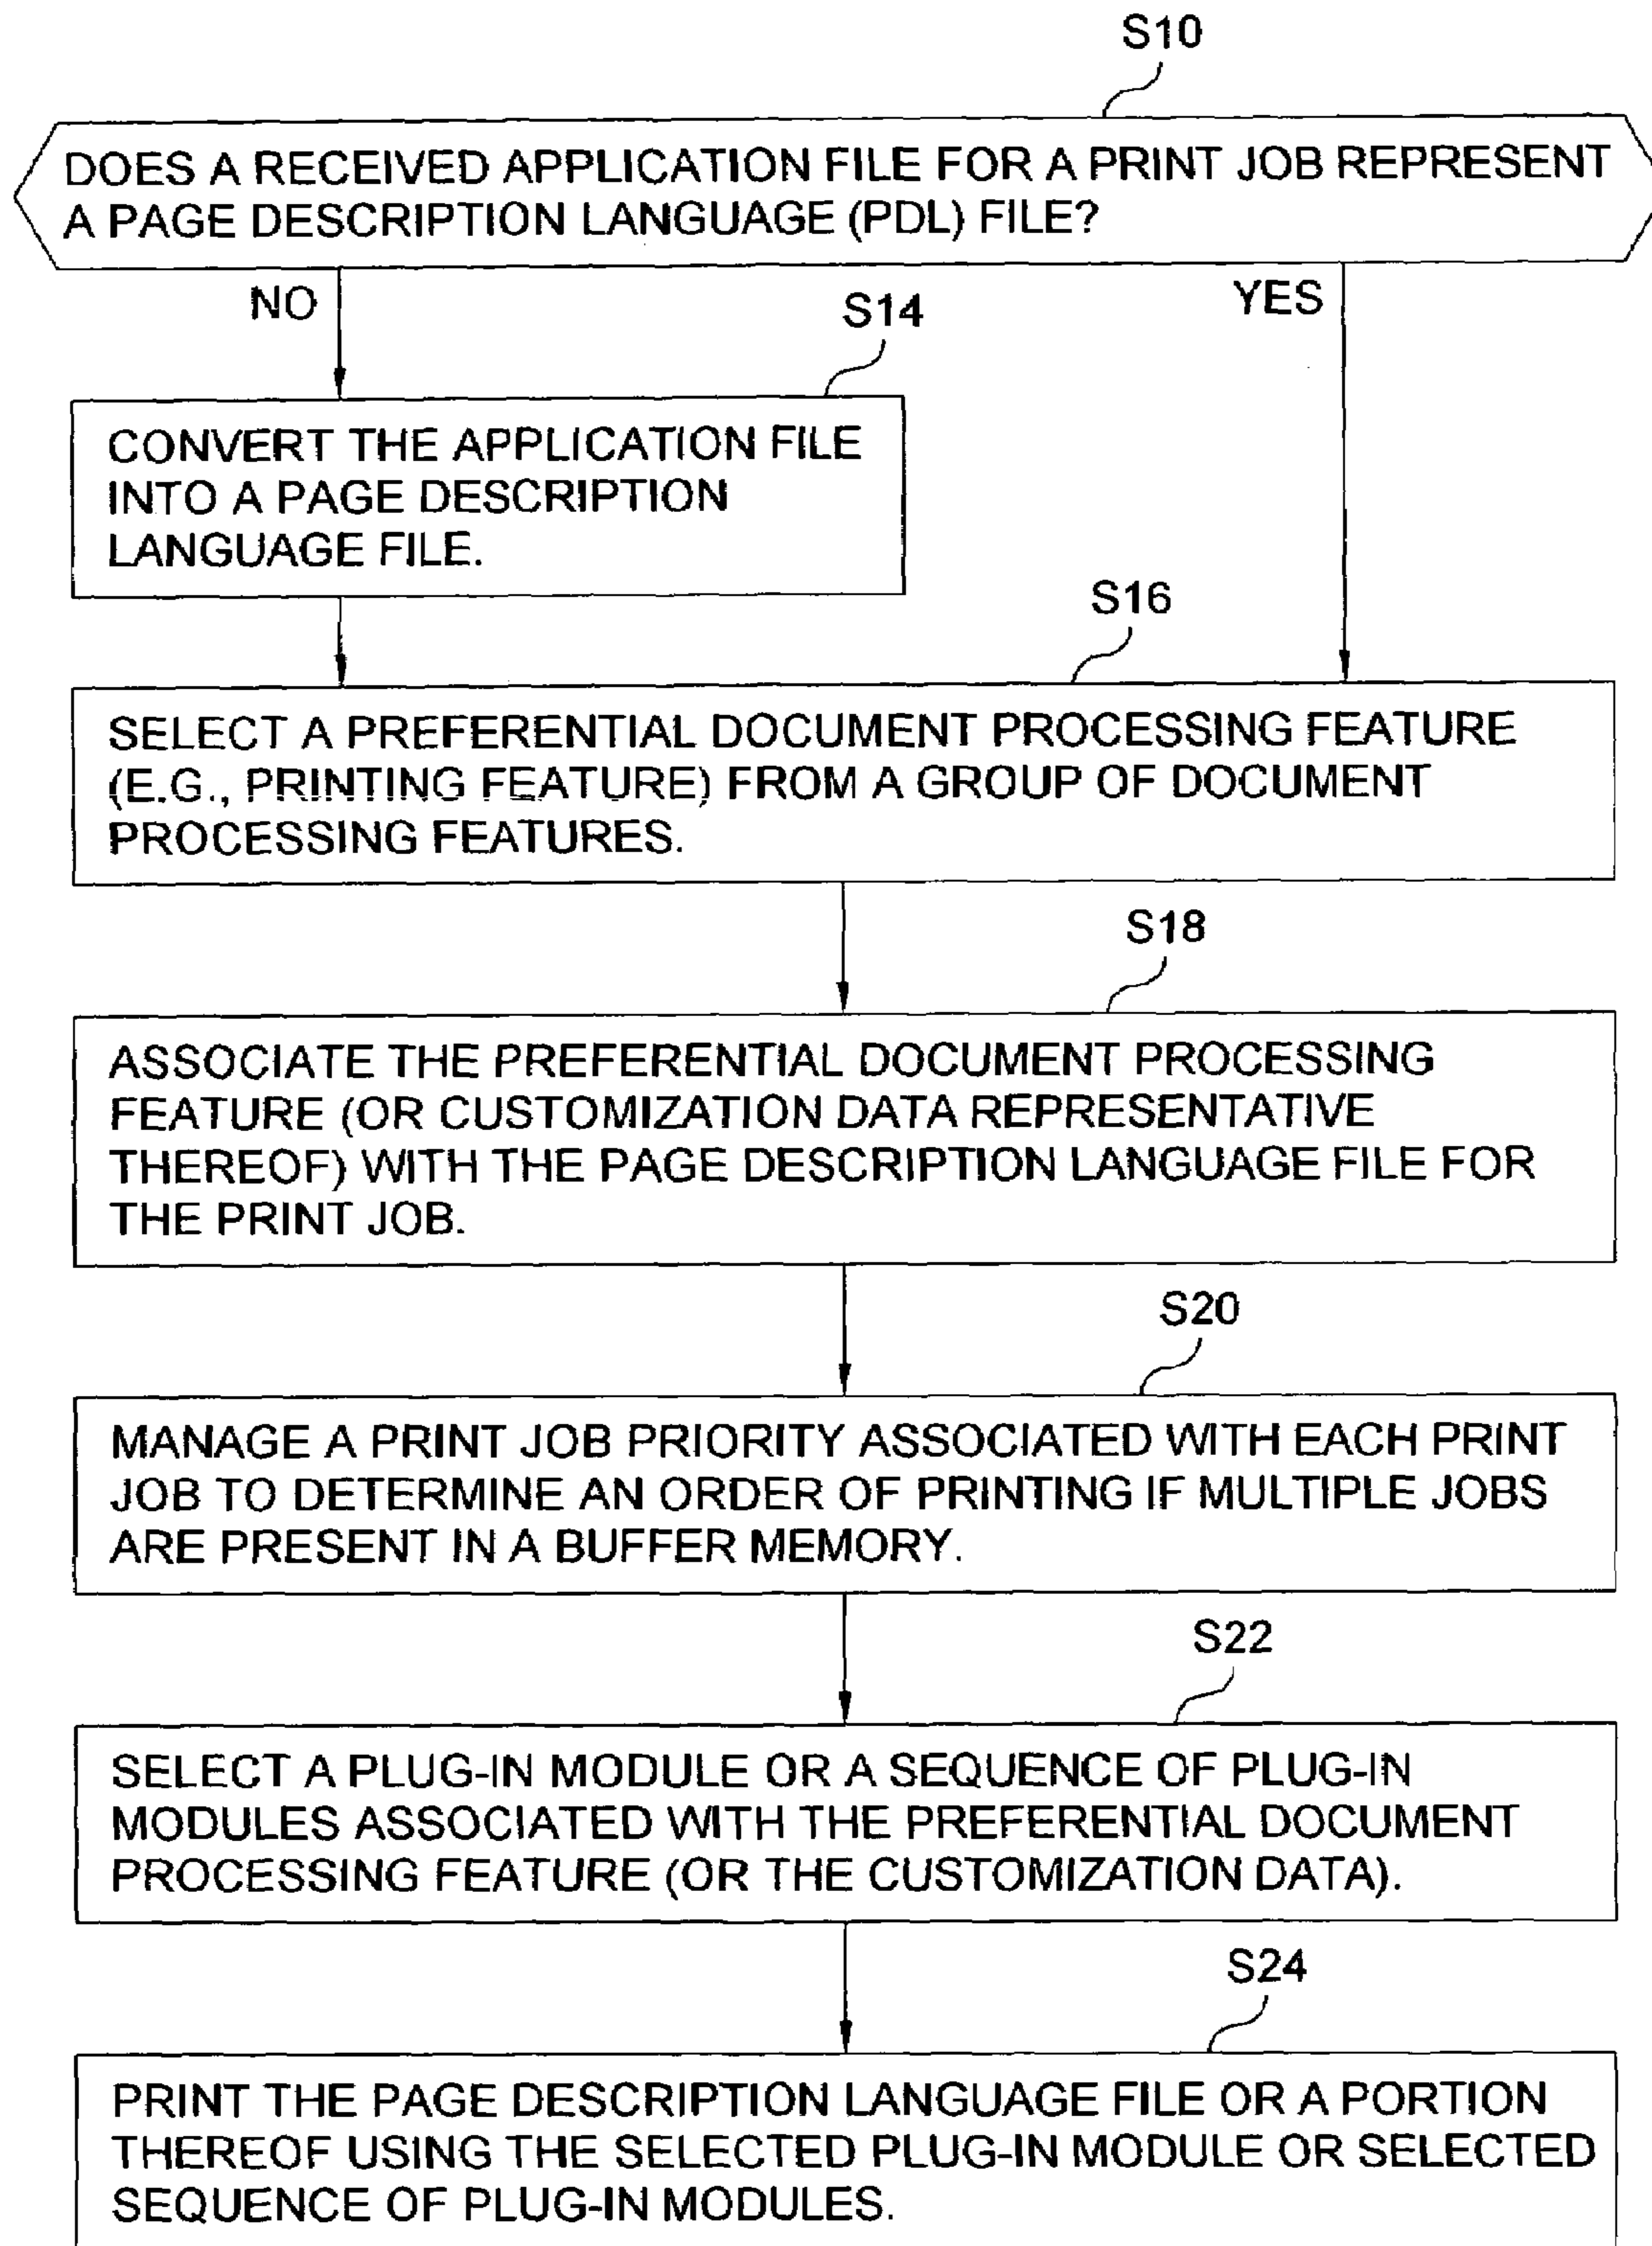 S10
DOES A RECEIVED APPLICATION FILE FOR A PRINT JOB REPRESENT
A PAGE DESCRIPTION LANGUAGE (PDL) FILE?
NO
YES
S14
CONVERT THE APPLICATION FILE
INTO A PAGE DESCRIPTION
LANGUAGE FILE.
S16
SELECT A PREFERENTIAL DOCUMENT PROCESSING FEATURE
(E.G., PRINTING FEATURE) FROM A GROUP OF DOCUMENT
PROCESSING FEATURES.
S18
ASSOCIATE THE PREFERENTIAL DOCUMENT PROCESSING
FEATURE (OR CUSTOMIZATION DATA REPRESENTATIVE
THEREOF) WITH THE PAGE DESCRIPTION LANGUAGE FILE FOR
THE PRINT JOB.
S20
MANAGE A PRINT JOB PRIORITY ASSOCIATED WITH EACH PRINT
JOB TO DETERMINE AN ORDER OF PRINTING IF MULTIPLE JOBS
ARE PRESENT IN A BUFFER MEMORY.
S22
SELECT A PLUG-IN MODULE OR A SEQUENCE OF PLUG-IN
MODULES ASSOCIATED WITH THE PREFERENTIAL DOCUMENT
PROCESSING FEATURE (OR THE CUSTOMIZATION DATA).
S24
PRINT THE PAGE DESCRIPTION LANGUAGE FILE OR A PORTION
THEREOF USING THE SELECTED PLUG-IN MODULE OR SELECTED
SEQUENCE OF PLUG-IN MODULES.